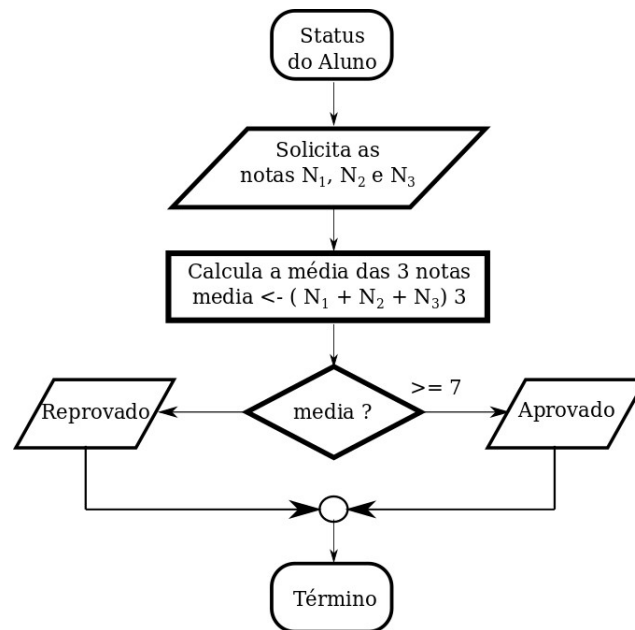 Status
do Aluno
Solicita as
notas N₁, N₂ e N₃
Calcula a média das 3 notas
media <- ( N₁ + N₂ + N₃) 3
>= 7
Reprovado
media ?
Aprovado
Término